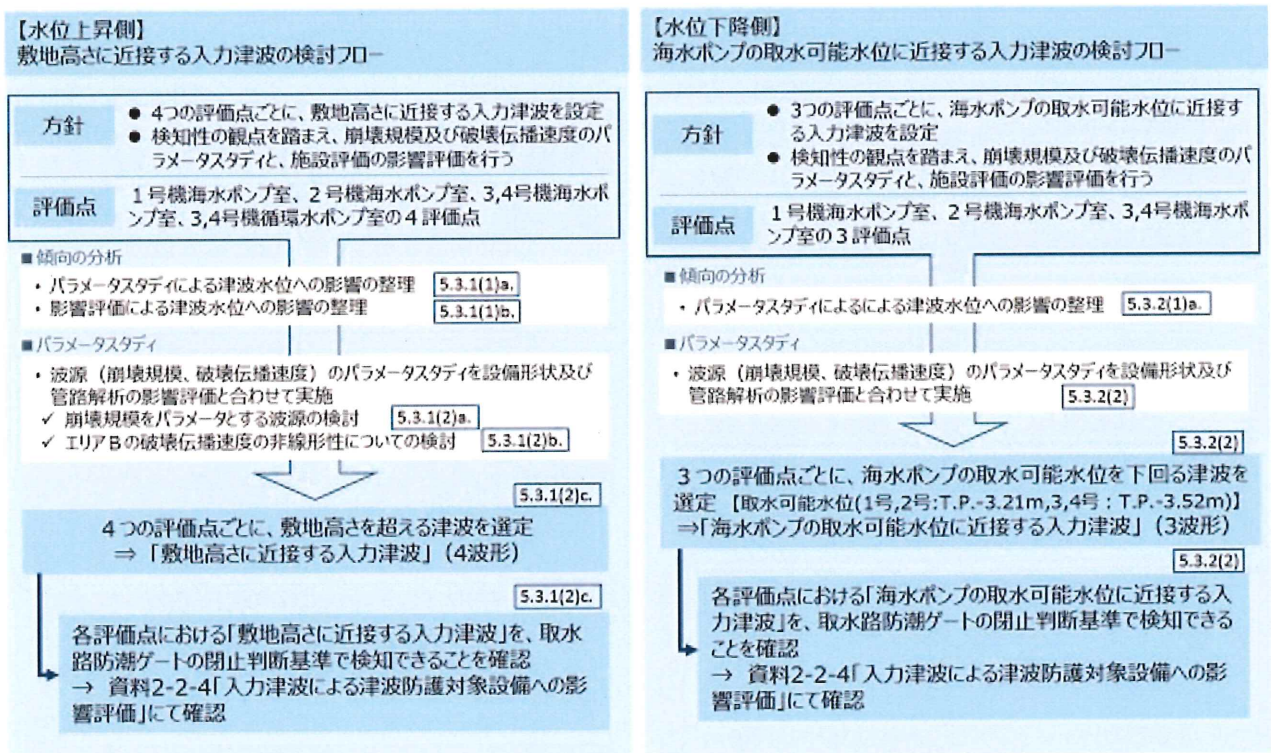 【水位上昇側】
敷地高さに近接する入力津波の検討フロー
方針
● 4つの評価点ごとに、敷地高さに近接する入力津波を設定
● 検知性の観点を踏まえ、崩壊規模及び破壊伝播速度のパ
ラメータスタディと、施設評価の影響評価を行う
評価点
1号機海水ポンプ室、2号機海水ポンプ室、3,4号機海水ポ
ンプ室、3,4号機循環水ポンプ室の4評価点
■傾向の分析
・パラメータスタディによる津波水位への影響の整理 5.3.1(1)a.
・影響評価による津波水位への影響の整理 5.3.1(1)b.
■パラメータスタディ
・波源（崩壊規模、破壊伝播速度）のパラメータスタディを設備形状及び
管路解析の影響評価と合わせて実施
✓ 崩壊規模をパラメータとする波源の検討 5.3.1(2)a.
✓ エリアBの破壊伝播速度の非線形性についての検討 5.3.1(2)b.
5.3.1(2)c.
4つの評価点ごとに、敷地高さを超える津波を選定
⇒「敷地高さに近接する入力津波」（4波形）
5.3.1(2)c.
各評価点における「敷地高さに近接する入力津波」を、取水
路防潮ゲートの閉止判断基準で検知できることを確認
→ 資料2-2-4「入力津波による津波防護対象設備への影
響評価」にて確認
【水位下降側】
海水ポンプの取水可能水位に近接する入力津波の検討フロー
方針
● 3つの評価点ごとに、海水ポンプの取水可能水位に近接す
る入力津波を設定
● 検知性の観点を踏まえ、崩壊規模及び破壊伝播速度のパ
ラメータスタディと、施設評価の影響評価を行う
評価点
1号機海水ポンプ室、2号機海水ポンプ室、3,4号機海水ポ
ンプ室の3評価点
■傾向の分析
・パラメータスタディによるによる津波水位への影響の整理 5.3.2(1)a.
■パラメータスタディ
・波源（崩壊規模、破壊伝播速度）のパラメータスタディを設備形状及び
管路解析の影響評価と合わせて実施 5.3.2(2)
5.3.2(2)
3つの評価点ごとに、海水ポンプの取水可能水位を下回る津波を
選定【取水可能水位(1号,2号:T.P.-3.21m,3,4号：T.P.-3.52m)】
⇒「海水ポンプの取水可能水位に近接する入力津波」（3波形）
5.3.2(2)
各評価点における「海水ポンプの取水可能水位に近接する入
力津波」を、取水路防潮ゲートの閉止判断基準で検知できる
ことを確認
→ 資料2-2-4「入力津波による津波防護対象設備への影
響評価」にて確認